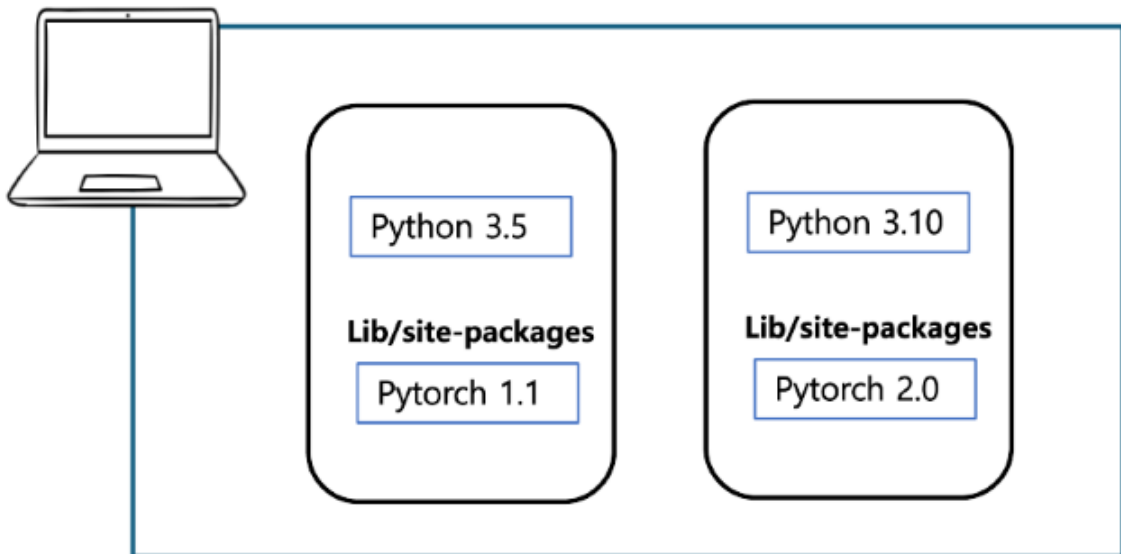 Python 3.5
Lib/site-packages
Pytorch 1.1
Python 3.10
Lib/site-packages
Pytorch 2.0